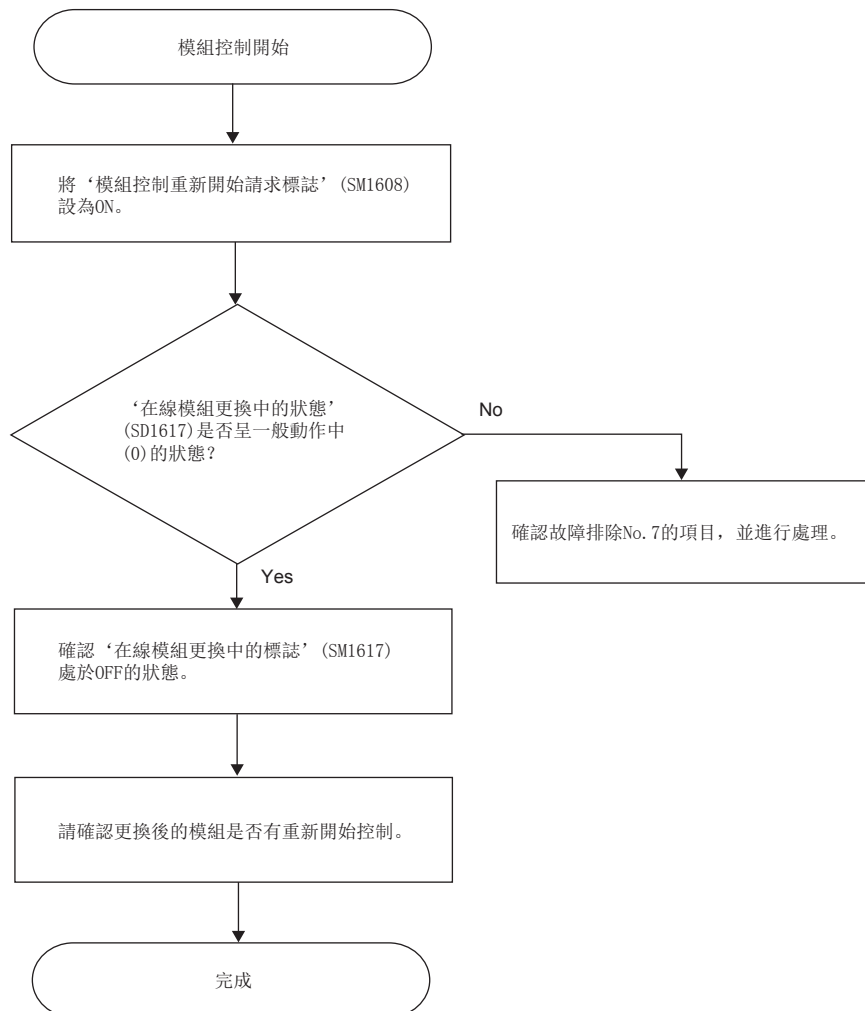 模組控制開始
將‘模組控制重新開始請求標誌’(SM1608)
設為ON。
‘在線模組更換中的狀態’
(SD1617)是否呈一般動作中
(0)的狀態?
No
確認故障排除No.7的項目，並進行處理。
Yes
確認‘在線模組更換中的標誌’(SM1617)
處於OFF的狀態。
請確認更換後的模組是否有重新開始控制。
完成